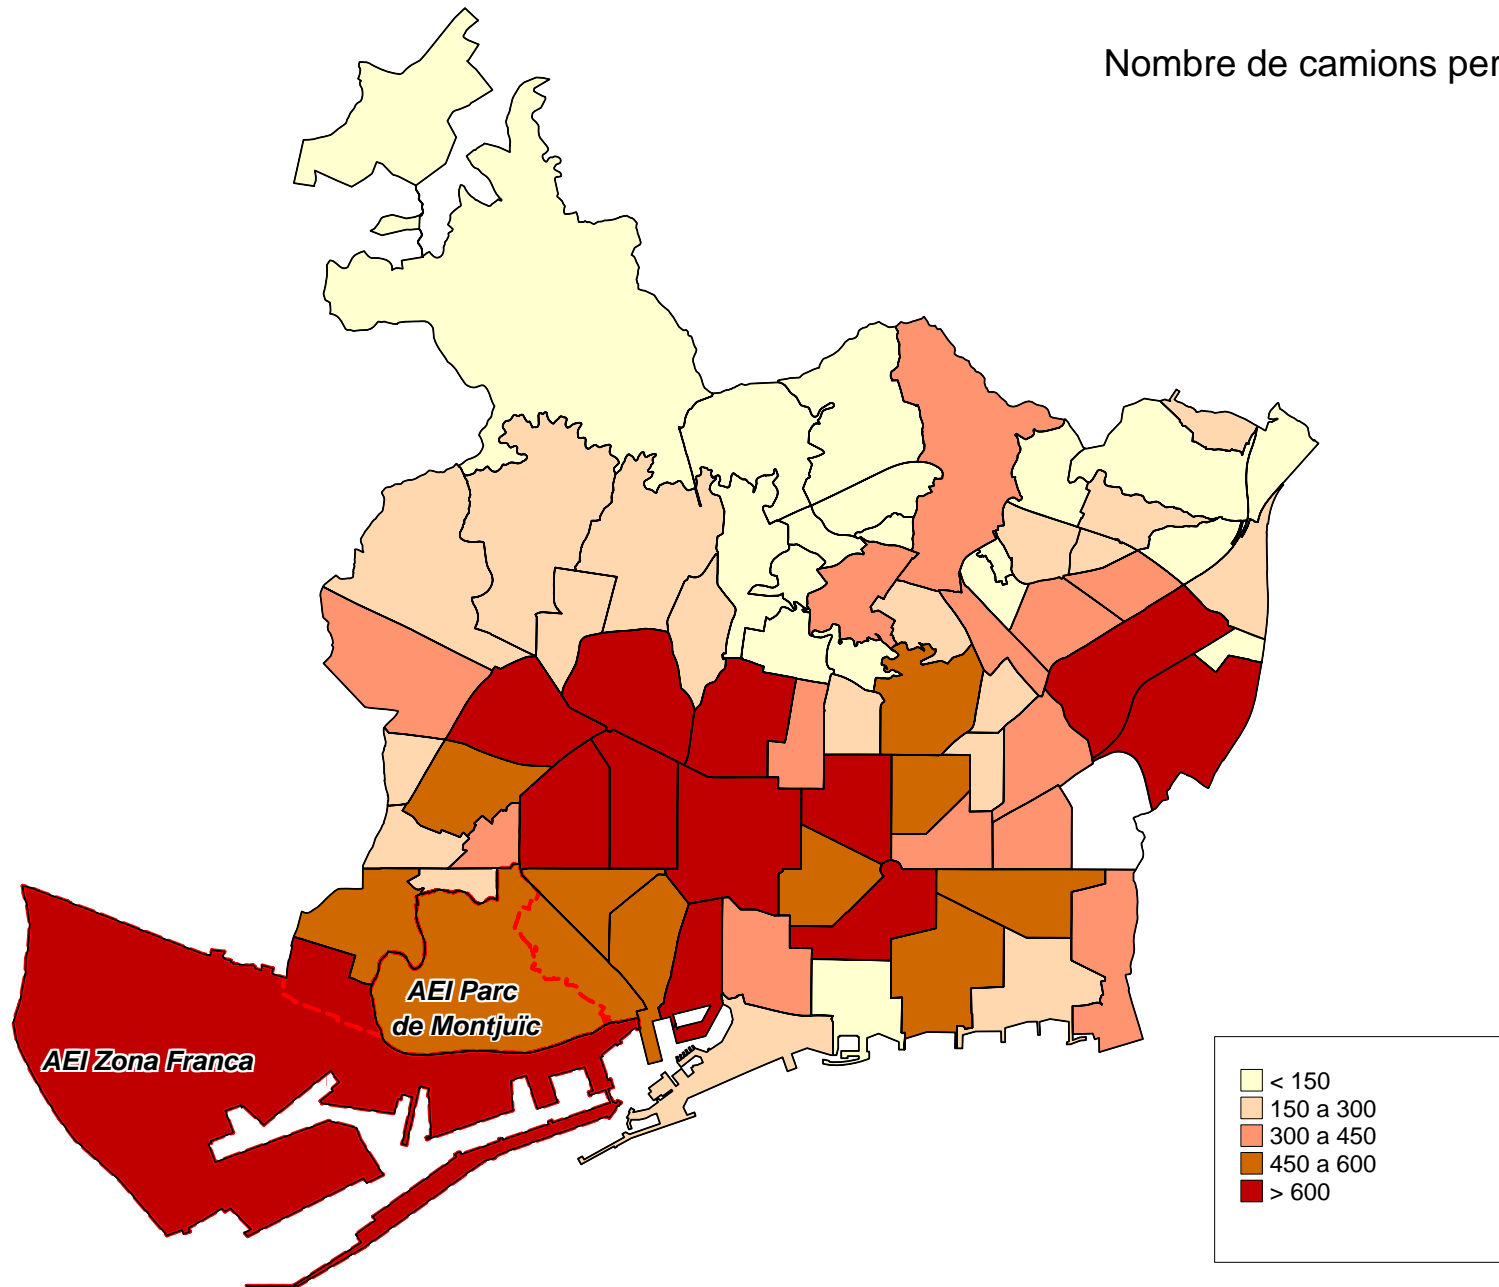 Nombre de camions per
AEI Parc
de Montjuïc
AEI Zona Franca
< 150
150 a 300
300 a 450
450 a 600
> 600